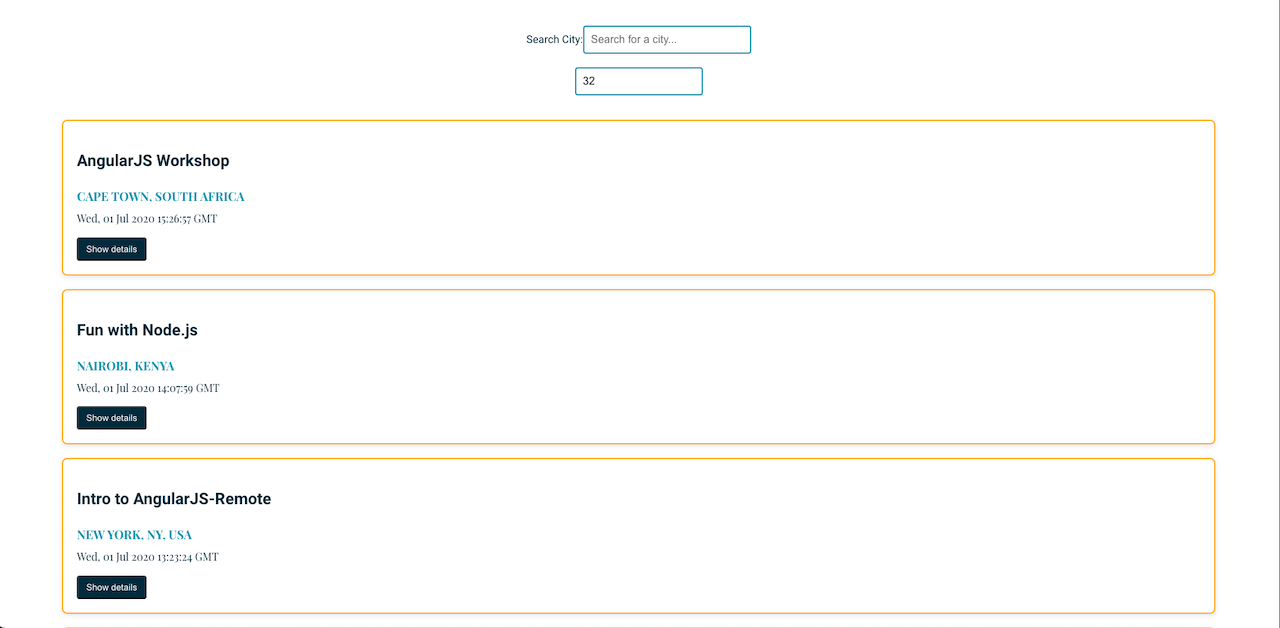 Search City: Search for a city...
32
AngularJS Workshop
CAPE TOWN, SOUTH AFRICA
Wed, 01 Jul 2020 15:26:57 GMT
Show details
Fun with Node.js
NAIROBI, KENYA
Wed, 01 Jul 2020 14:07:59 GMT
Show details
Intro to AngularJS-Remote
NEW YORK, NY, USA
Wed, 01 Jul 2020 13:23:24 GMT
Show details